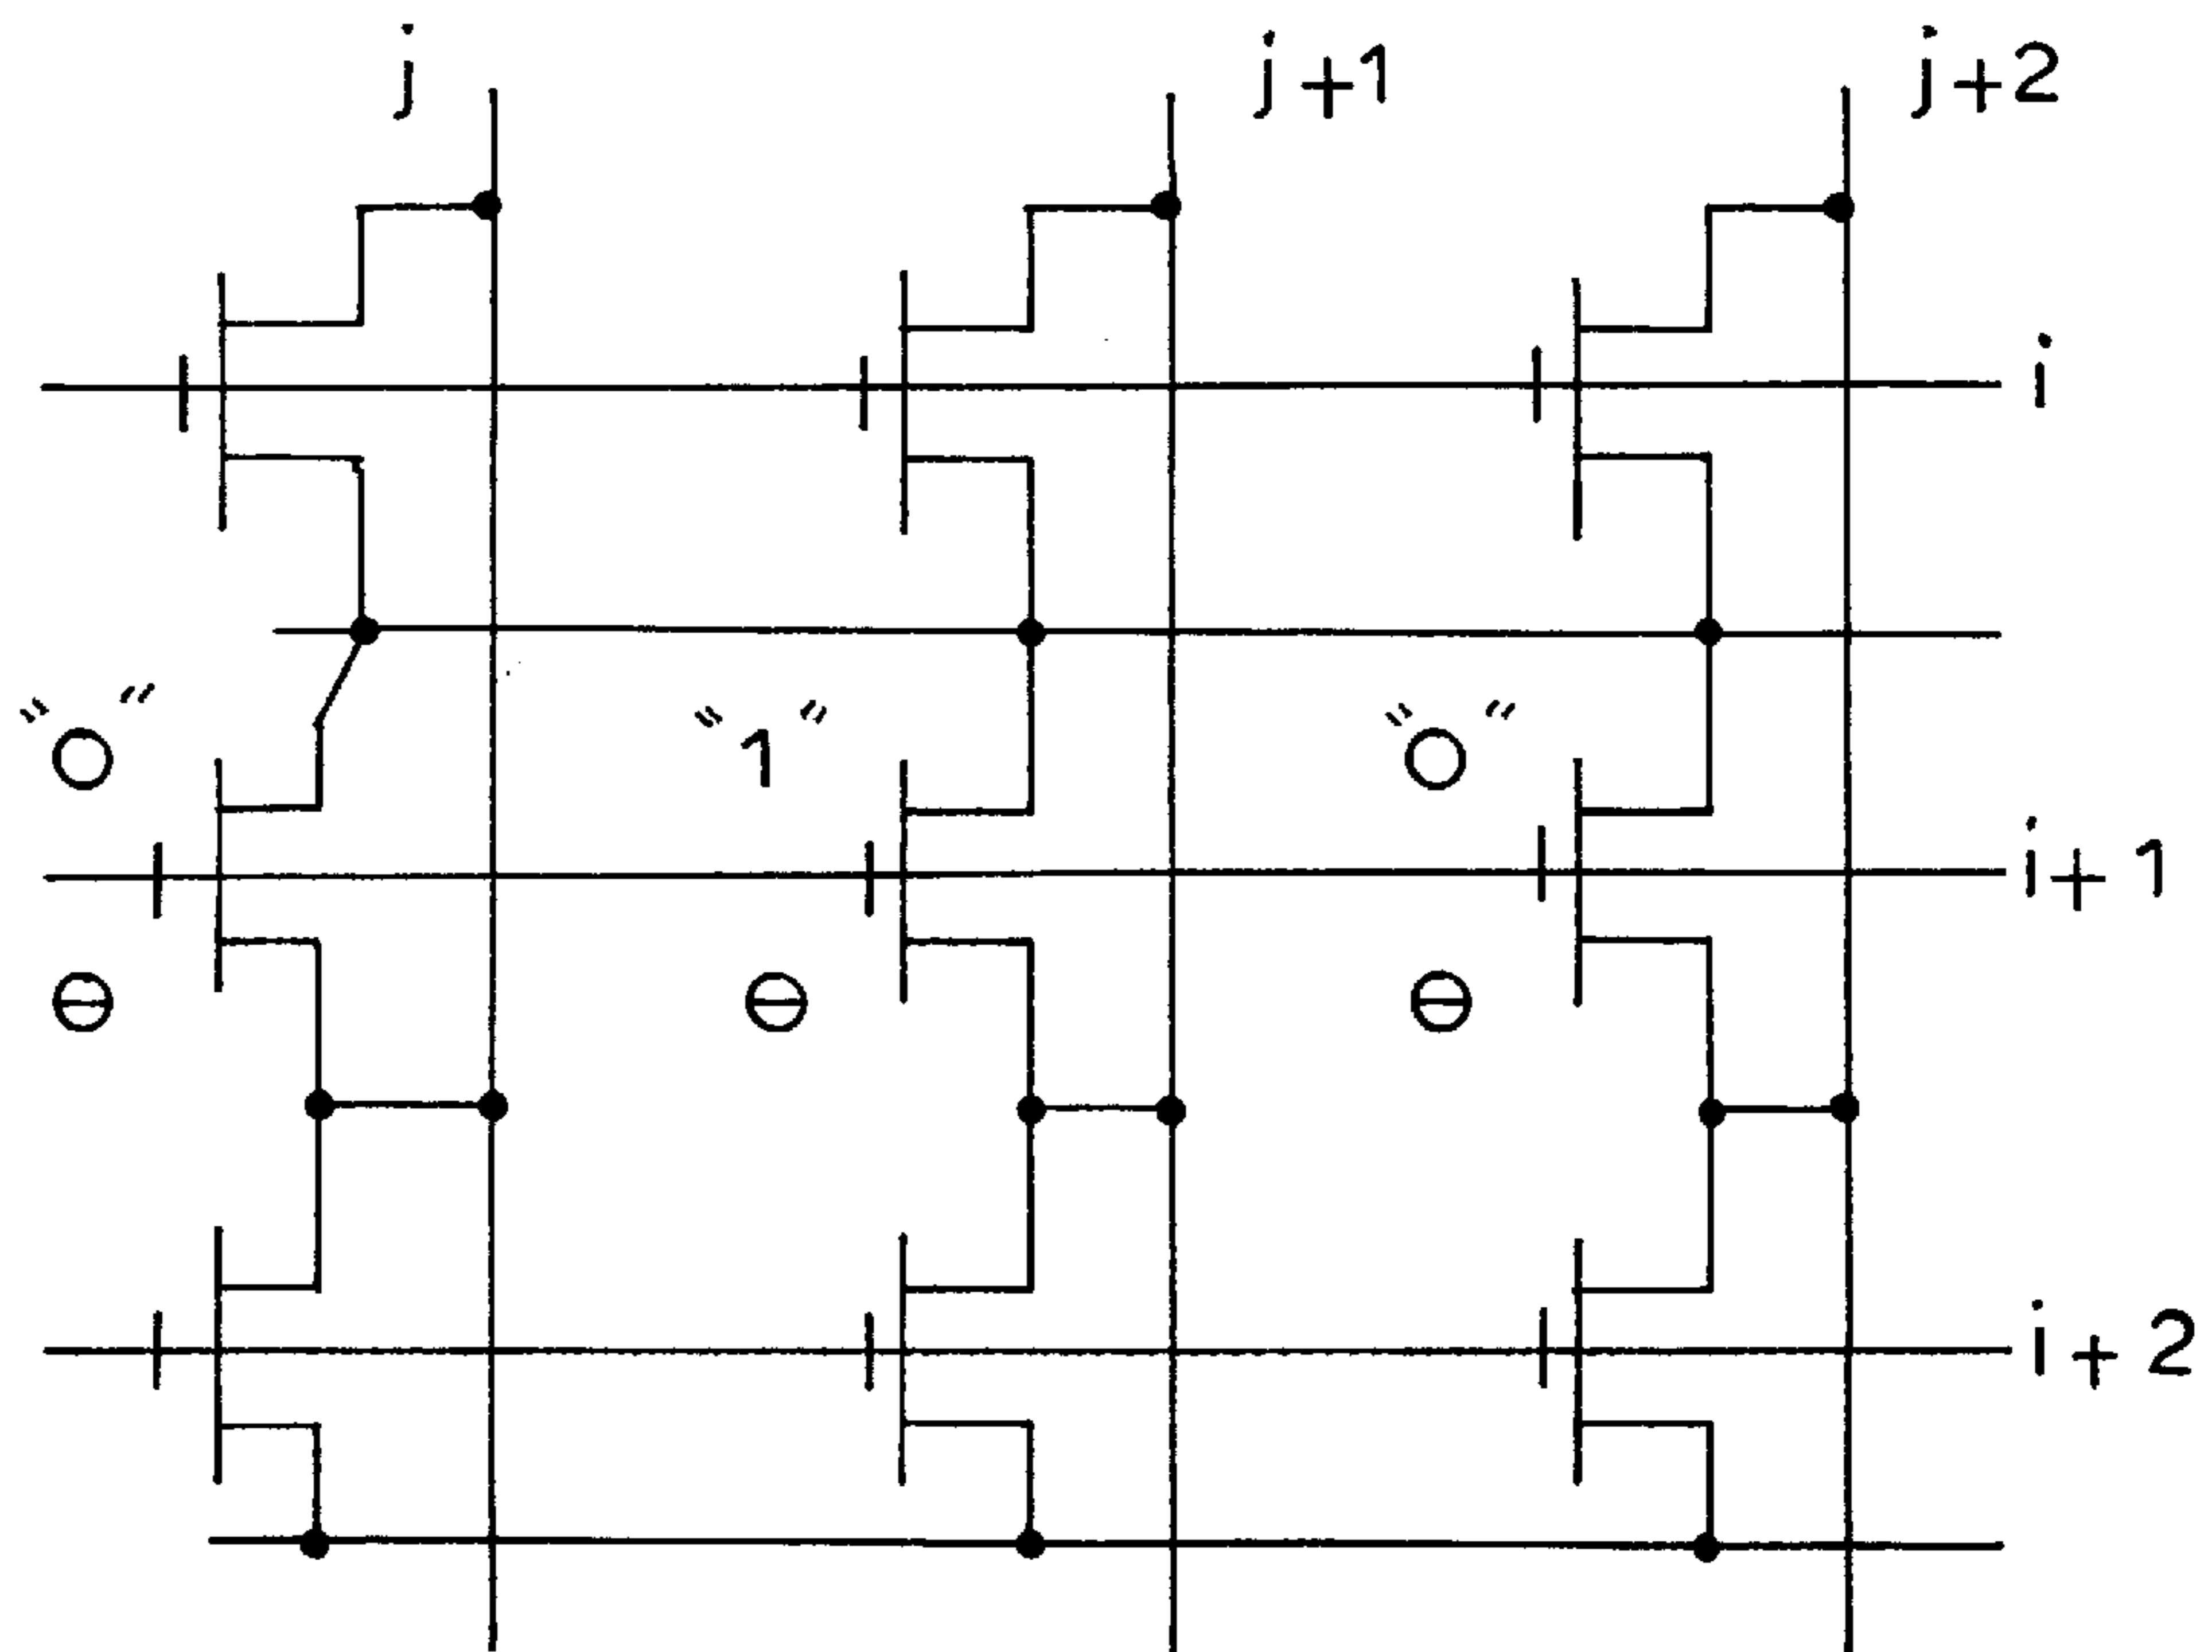 j j+1 j+2
i
"0" "1" "0"
i+1
⊖ ⊖ ⊖
i+2